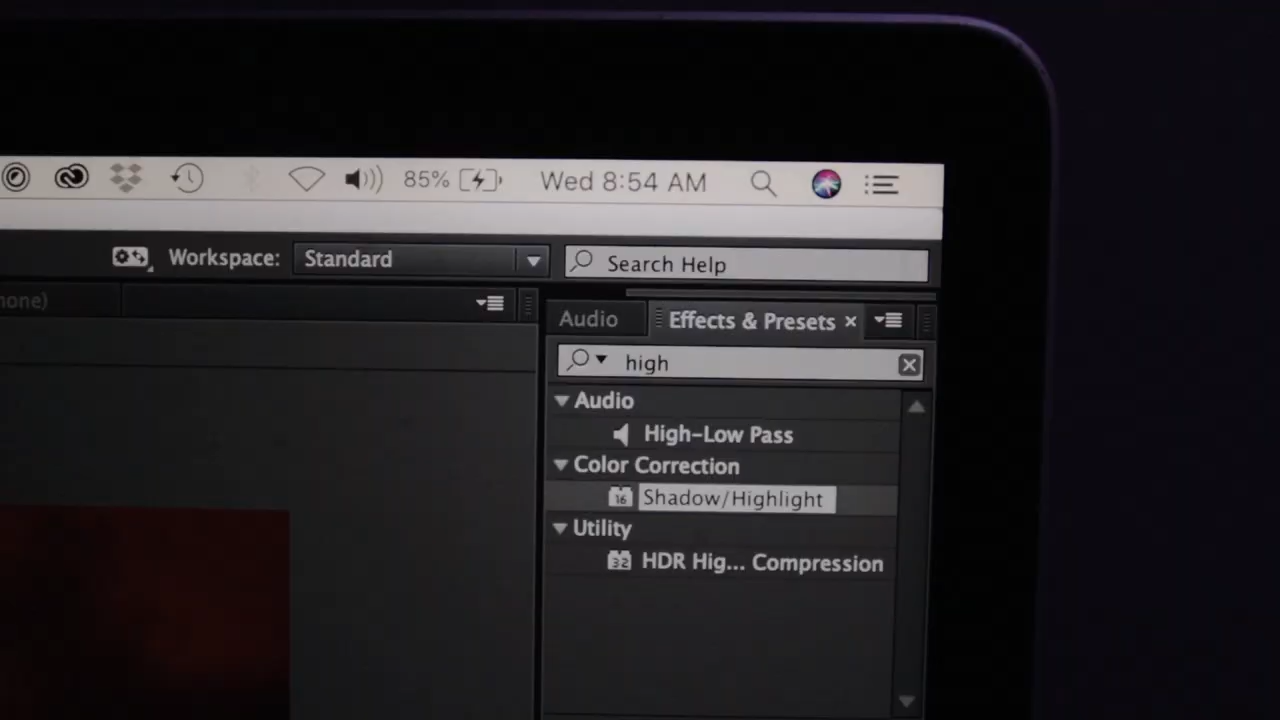 85% Wed 8:54 AM
Workspace: Standard Search Help
none)
Audio Effects & Presets
high
Audio
High-Low Pass
Color Correction
16 Shadow/Highlight
Utility
32 HDR Hig... Compression